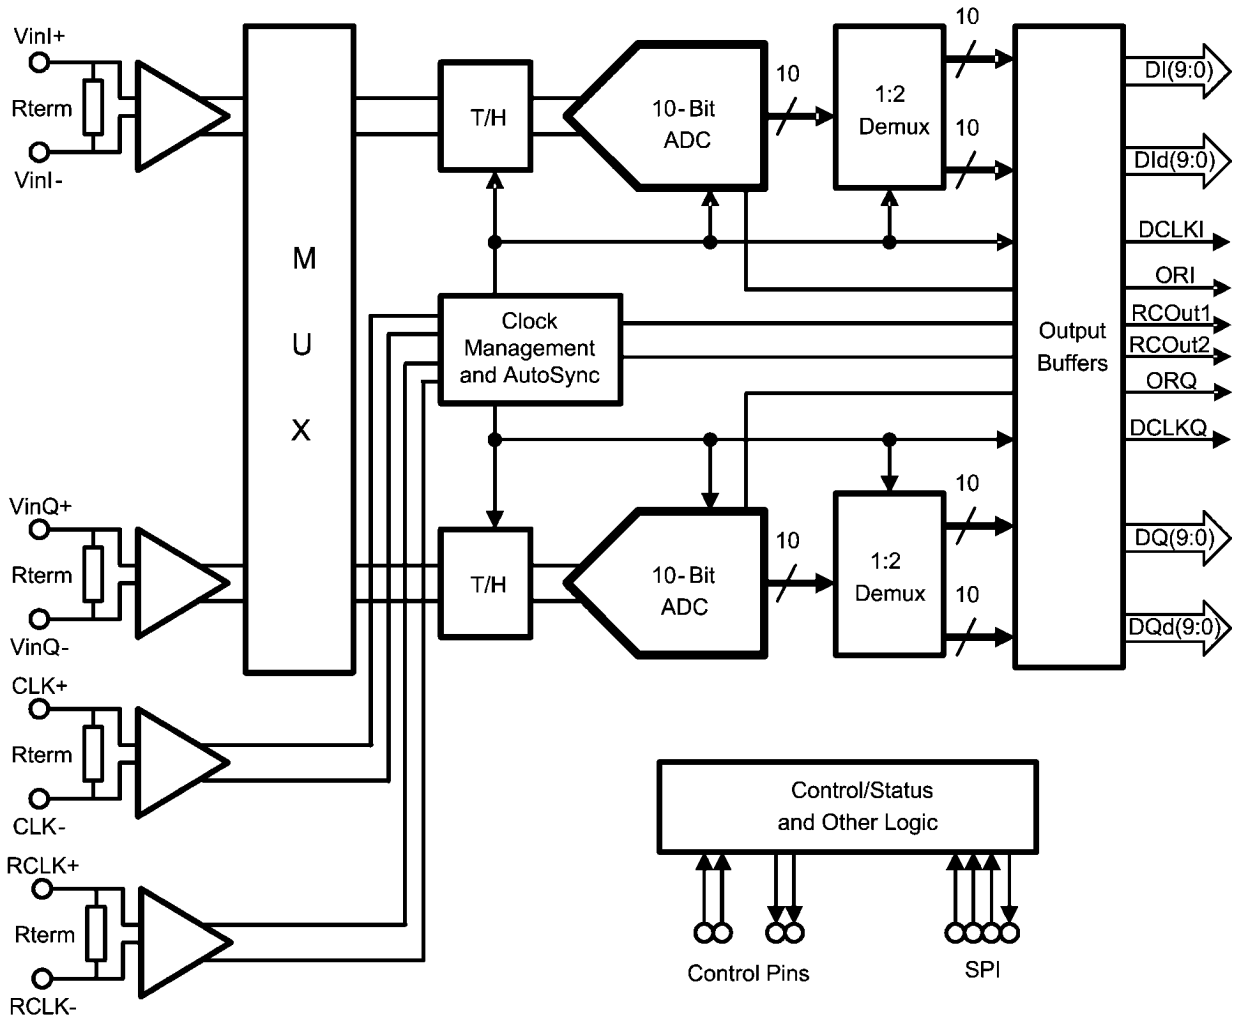 VinI+
Rterm
VinI-
M
U
X
T/H
10-Bit
ADC
10
1:2
Demux
10
10
DI(9:0)
DId(9:0)
DCLKI
ORI
RCOut1
RCOut2
ORQ
DCLKQ
DQ(9:0)
DQd(9:0)
Output
Buffers
Clock
Management
and AutoSync
VinQ+
Rterm
VinQ-
T/H
10-Bit
ADC
10
1:2
Demux
10
10
CLK+
Rterm
CLK-
RCLK+
Rterm
RCLK-
Control/Status
and Other Logic
Control Pins
SPI